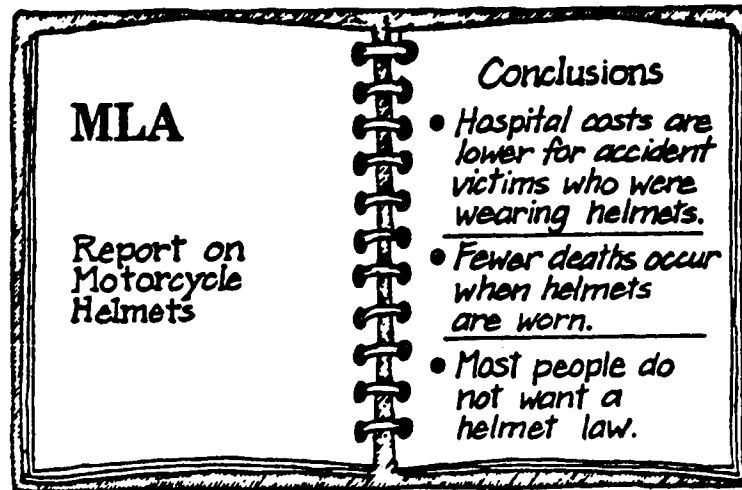 MLA
Report on
Motorcycle
Helmets
Conclusions
• Hospital costs are
lower for accident
victims who were
wearing helmets.
• Fewer deaths occur
when helmets
are worn.
• Most people do
not want a
helmet law.